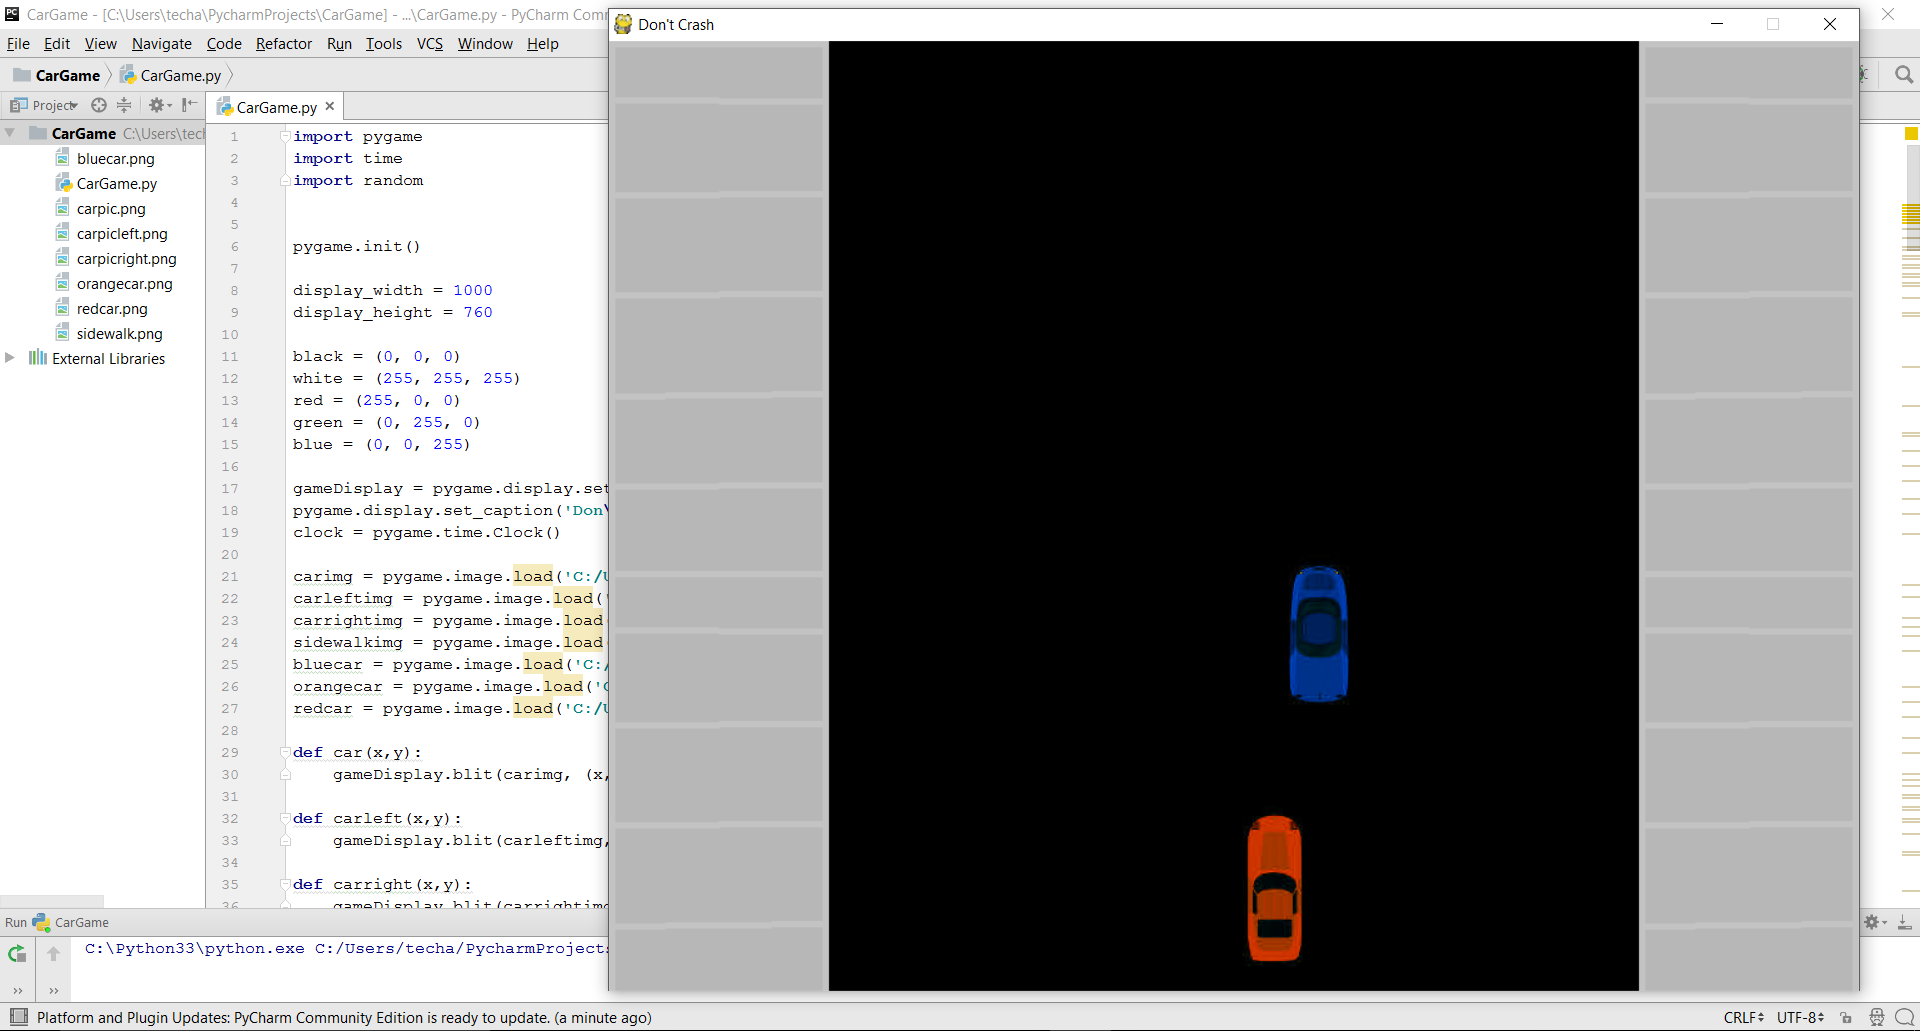 PC CarGame - [C:\Users\techa\PycharmProjects\CarGame] - ...\CarGame.py - PyCharm Comm
Don't Crash
File Edit View Navigate Code Refactor Run Tools VCS Window Help
CarGame CarGame.py
Project
CarGame.py
CarGame C:\Users\tech
bluecar.png
CarGame.py
carpic.png
carpicleft.png
carpicright.png
orangecar.png
redcar.png
sidewalk.png
External Libraries
1 import pygame
2 import time
3 import random
4
5
6 pygame.init()
7
8 display_width = 1000
9 display_height = 760
10
11 black = (0, 0, 0)
12 white = (255, 255, 255)
13 red = (255, 0, 0)
14 green = (0, 255, 0)
15 blue = (0, 0, 255)
16
17 gameDisplay = pygame.display.set
18 pygame.display.set_caption('Don\
19 clock = pygame.time.Clock()
20
21 carimg = pygame.image.load('C:/U
22 carleftimg = pygame.image.load('
23 carrightimg = pygame.image.load
24 sidewalkimg = pygame.image.load
25 bluecar = pygame.image.load('C:/
26 orangecar = pygame.image.load('C
27 redcar = pygame.image.load('C:/U
28
29 def car(x,y):
30 gameDisplay.blit(carimg, (x,
31
32 def carleft(x,y):
33 gameDisplay.blit(carleftimg,
34
35 def carright(x,y):
36 gameDisplay.blit(carrightimg
Run CarGame
C:\Python33\python.exe C:/Users/techa/PycharmProjects
Platform and Plugin Updates: PyCharm Community Edition is ready to update. (a minute ago)
CRLF UTF-8